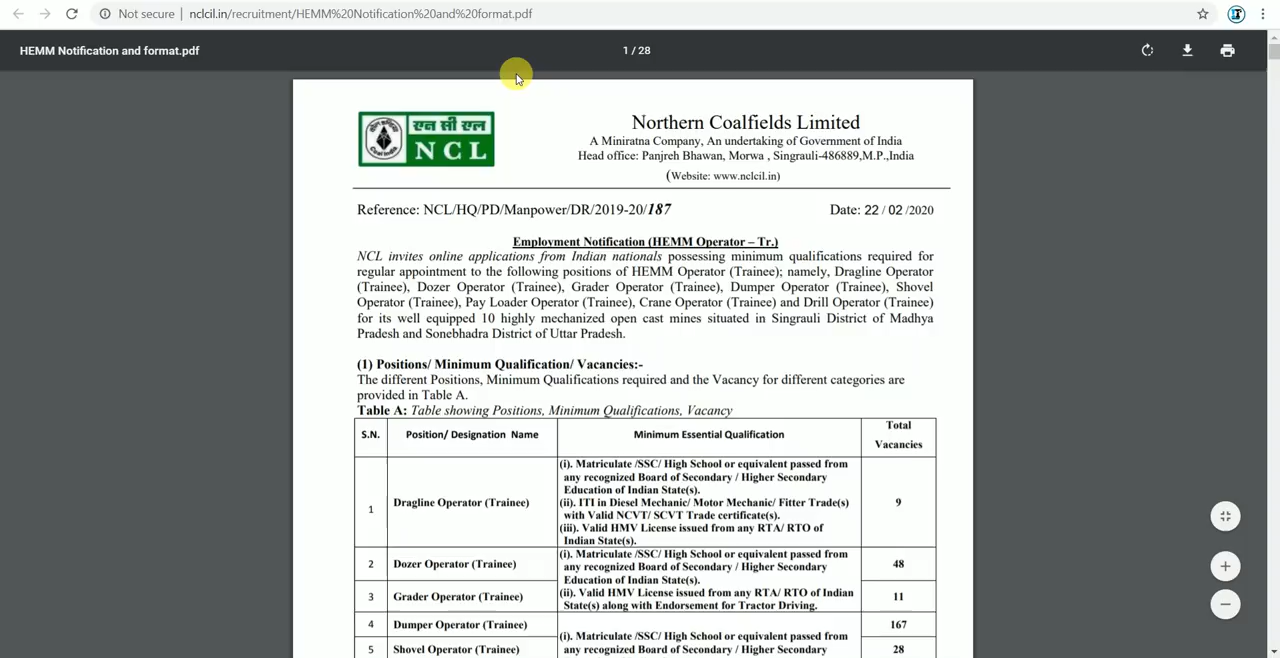 Not secure | nclcil.in/recruitment/HEMM%20Notification%20and%20format.pdf
HEMM Notification and format.pdf
1 / 28
एन सी एल
NCL
Northern Coalfields Limited
A Miniratna Company, An undertaking of Government of India
Head office: Panjreh Bhawan, Morwa , Singrauli-486889,M.P.,India
(Website: www.nclcil.in)
Reference: NCL/HQ/PD/Manpower/DR/2019-20/187 Date: 22 / 02 /2020
Employment Notification (HEMM Operator – Tr.)
NCL invites online applications from Indian nationals possessing minimum qualifications required for
regular appointment to the following positions of HEMM Operator (Trainee); namely, Dragline Operator
(Trainee), Dozer Operator (Trainee), Grader Operator (Trainee), Dumper Operator (Trainee), Shovel
Operator (Trainee), Pay Loader Operator (Trainee), Crane Operator (Trainee) and Drill Operator (Trainee)
for its well equipped 10 highly mechanized open cast mines situated in Singrauli District of Madhya
Pradesh and Sonebhadra District of Uttar Pradesh.
(1) Positions/ Minimum Qualification/ Vacancies:-
The different Positions, Minimum Qualifications required and the Vacancy for different categories are
provided in Table A.
Table A: Table showing Positions, Minimum Qualifications, Vacancy
S.N. Position/ Designation Name Minimum Essential Qualification Total
Vacancies
1 Dragline Operator (Trainee) 9
(i). Matriculate /SSC/ High School or equivalent passed from
any recognized Board of Secondary / Higher Secondary
Education of Indian State(s).
(ii). ITI in Diesel Mechanic/ Motor Mechanic/ Fitter Trade(s)
with Valid NCVT/ SCVT Trade certificate(s).
(iii). Valid HMV License issued from any RTA/ RTO of
Indian State(s).
2 Dozer Operator (Trainee) 48
(i). Matriculate /SSC/ High School or equivalent passed from
any recognized Board of Secondary / Higher Secondary
Education of Indian State(s).
3 Grader Operator (Trainee) 11
(ii). Valid HMV License issued from any RTA/ RTO of Indian
State(s) along with Endorsement for Tractor Driving.
4 Dumper Operator (Trainee) 167
(i). Matriculate /SSC/ High School or equivalent passed from
5 Shovel Operator (Trainee) any recognized Board of Secondary / Higher Secondary 28